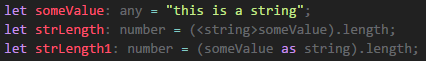 let someValue: any = "this is a string";
let strLength: number = (<string>someValue).length;
let strLength1: number = (someValue as string).length;